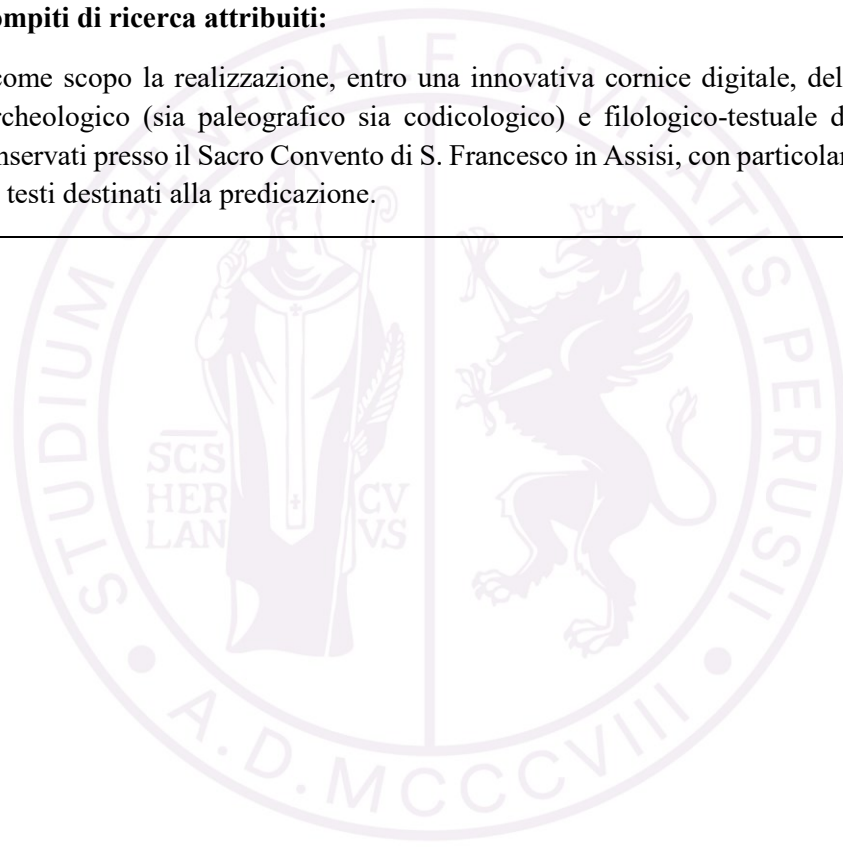 ompiti di ricerca attribuiti:
come scopo la realizzazione, entro una innovativa cornice digitale, del
rcheologico (sia paleografico sia codicologico) e filologico-testuale d
nservati presso il Sacro Convento di S. Francesco in Assisi, con particolar
testi destinati alla predicazione.
STUDIUM GENERALE CIVITATIS PERUSII
SCS
HER
LAN
CV
VS
A.D. MCCCVIII